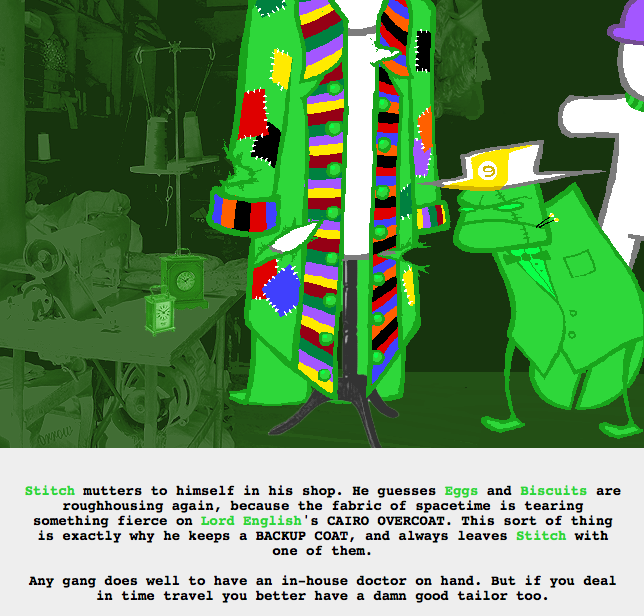 Stitch mutters to himself in his shop. He guesses Eggs and Biscuits are
roughhousing again, because the fabric of spacetime is tearing
something fierce on Lord English's CAIRO OVERCOAT. This sort of thing
is exactly why he keeps a BACKUP COAT, and always leaves Stitch with
one of them.
Any gang does well to have an in-house doctor on hand. But if you deal
in time travel you better have a damn good tailor too.